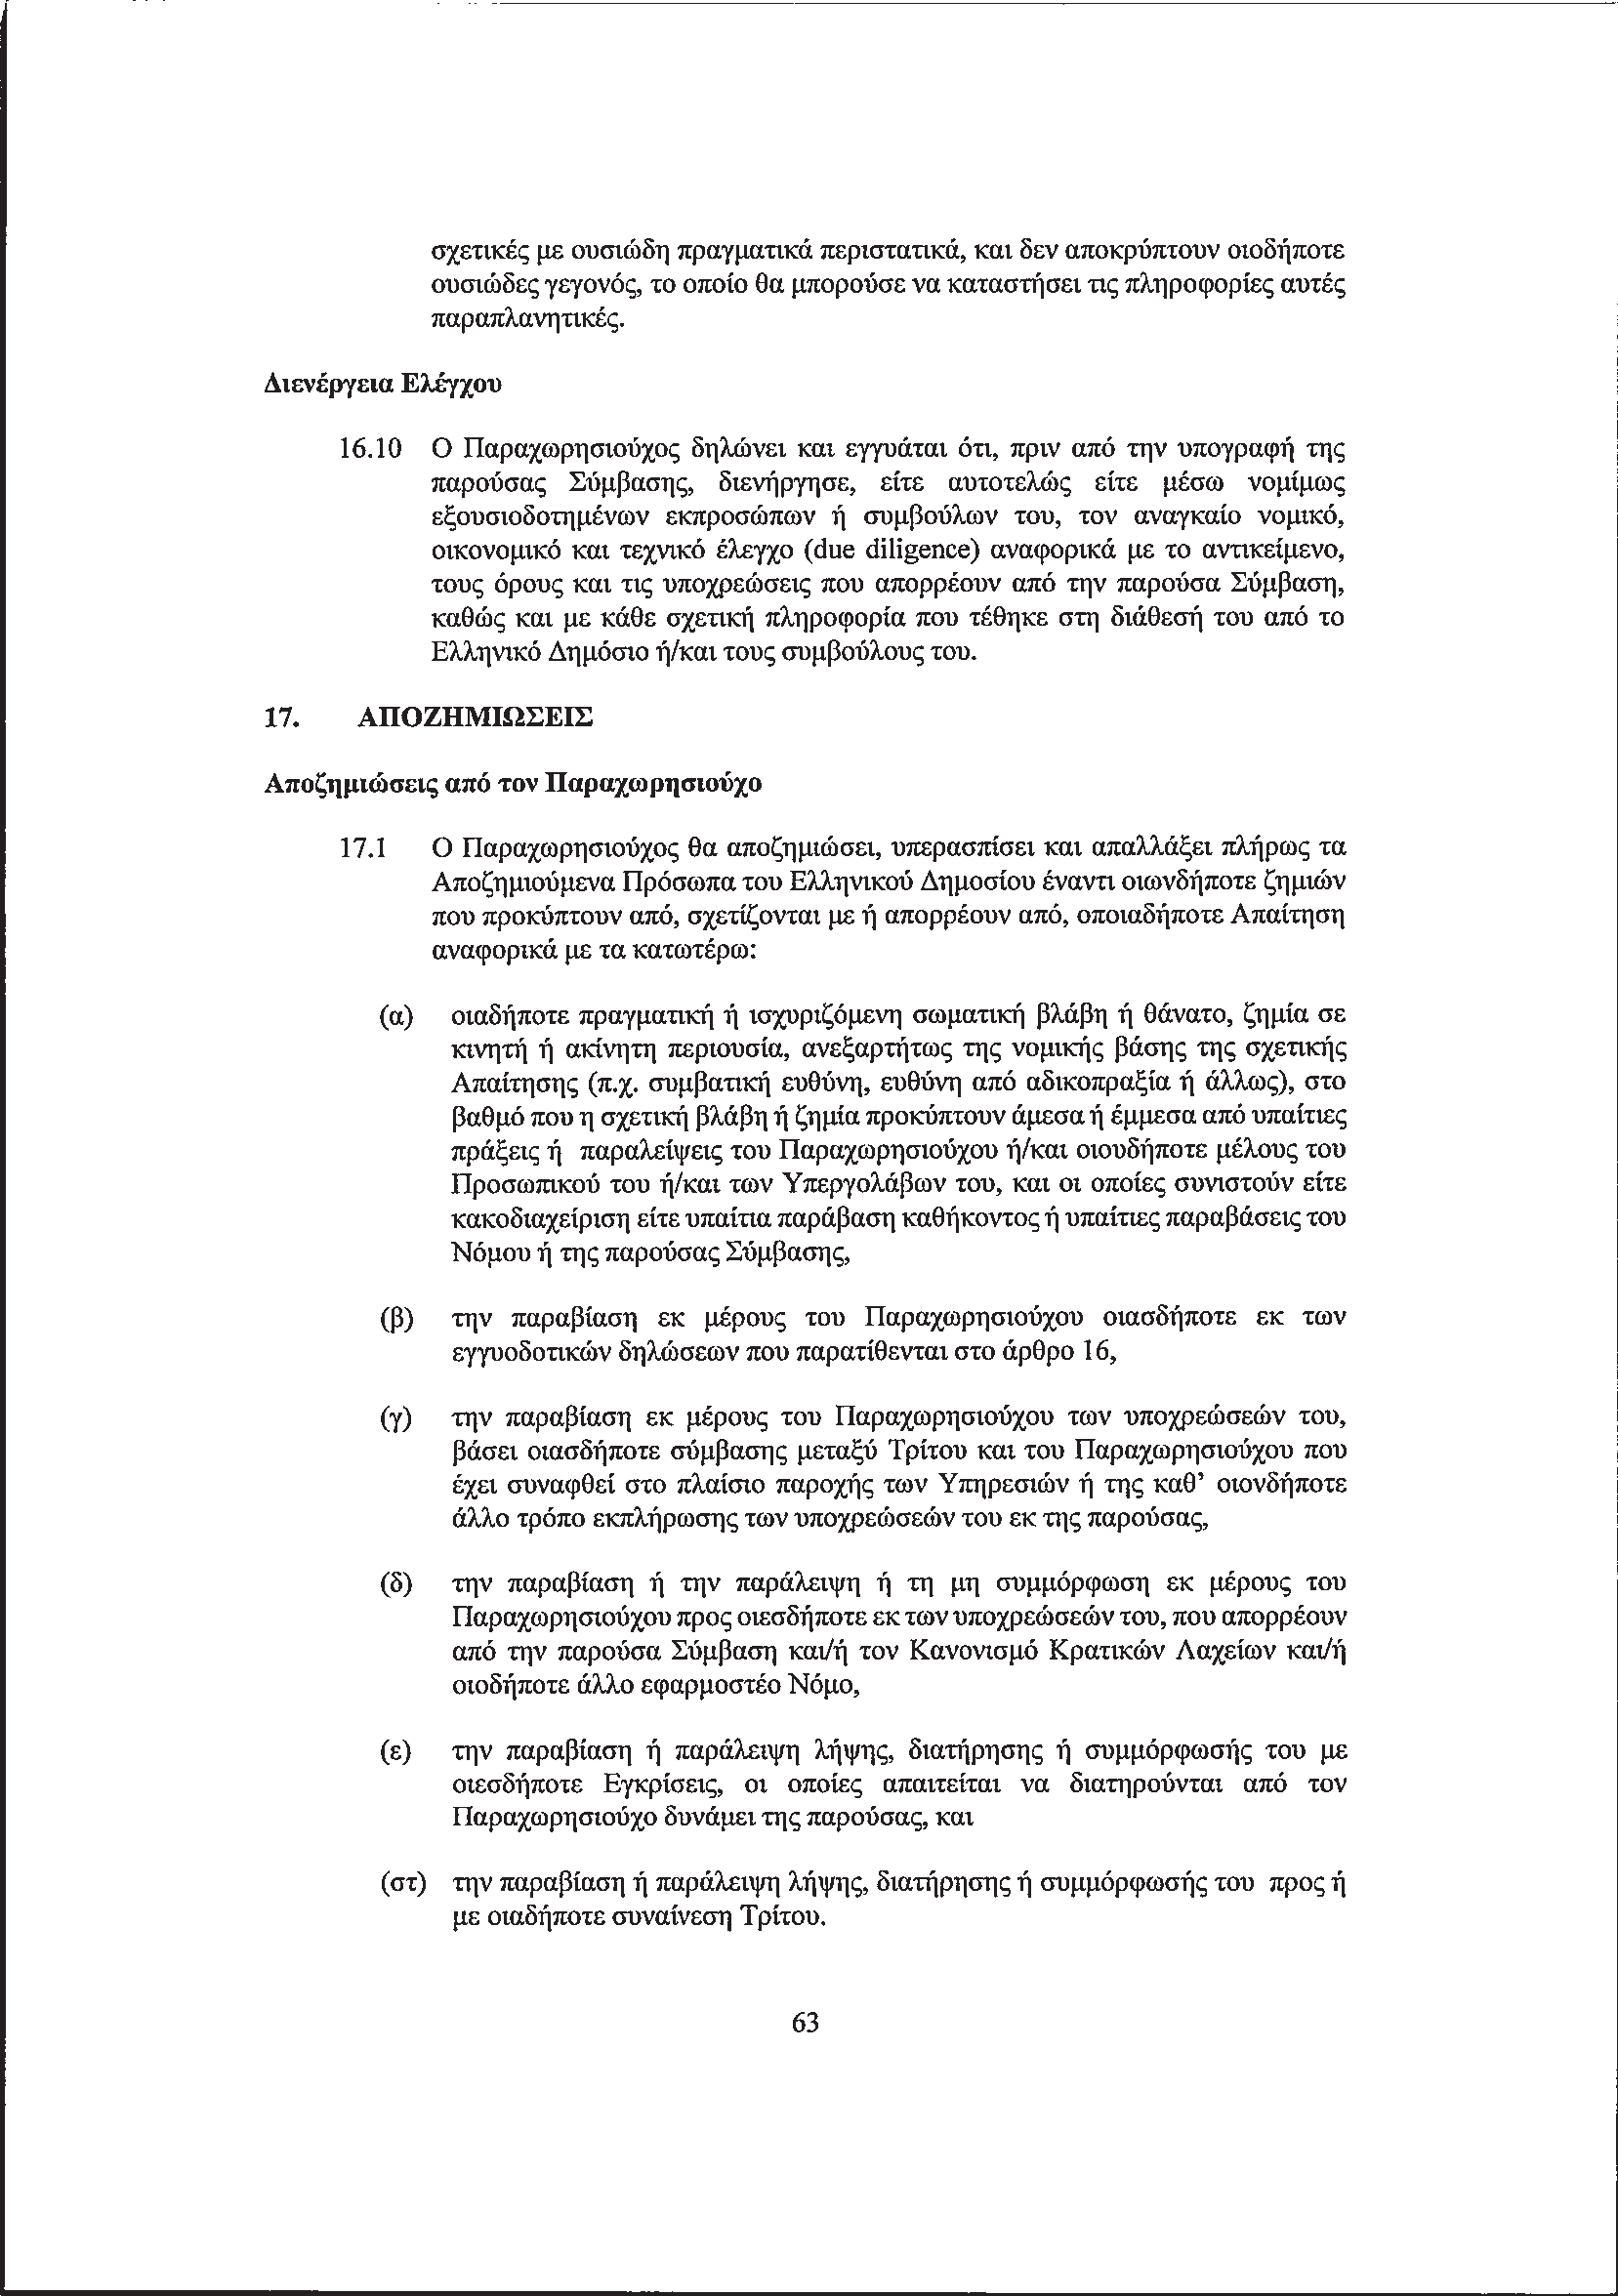 σχετικές με ουσιώδη πραγματικά περιστατικά, και δεν αποκρύπτουν οιοδήποτε
ουσιώδες γεγονός, το οποίο θα μπορούσε να καταστήσει τις πληροφορίες αυτές
παραπλανητικές.
Διενέργεια Ελέγχου
16.10 Ο Παραχωρησιούχος δηλώνει και εγγυάται ότι, πριν από την υπογραφή της
παρούσας Σύμβασης, διενήργησε, είτε αυτοτελώς είτε μέσω νομίμως
εξουσιοδοτημένων εκπροσώπων ή συμβούλων του, τον αναγκαίο νομικό,
οικονομικό και τεχνικό έλεγχο (due diligence) αναφορικά με το αντικείμενο,
τους όρους και τις υποχρεώσεις που απορρέουν από την παρούσα Σύμβαση,
καθώς και με κάθε σχετική πληροφορία που τέθηκε στη διάθεσή του από το
Ελληνικό Δημόσιο ή/και τους συμβούλους του.
17. ΑΠΟΖΗΜΙΩΣΕΙΣ
Αποζημιώσεις από τον Παραχωρησιούχο
17.1 Ο Παραχωρησιούχος θα αποζημιώσει, υπερασπίσει και απαλλάξει πλήρως τα
Αποζημιούμενα Πρόσωπα του Ελληνικού Δημοσίου έναντι οιωνδήποτε ζημιών
που προκύπτουν από, σχετίζονται με ή απορρέουν από, οποιαδήποτε Απαίτηση
αναφορικά με τα κατωτέρω:
(α) οιαδήποτε πραγματική ή ισχυριζόμενη σωματική βλάβη ή θάνατο, ζημία σε
κινητή ή ακίνητη περιουσία, ανεξαρτήτως της νομικής βάσης της σχετικής
Απαίτησης (π.χ. συμβατική ευθύνη, ευθύνη από αδικοπραξία ή άλλως), στο
βαθμό που η σχετική βλάβη ή ζημία προκύπτουν άμεσα ή έμμεσα από υπαίτιες
πράξεις ή παραλείψεις του Παραχωρησιούχου ή/και οιουδήποτε μέλους του
Προσωπικού του ή/και των Υπεργολάβων του, και οι οποίες συνιστούν είτε
κακοδιαχείριση είτε υπαίτια παράβαση καθήκοντος ή υπαίτιες παραβάσεις του
Νόμου ή της παρούσας Σύμβασης,
(β) την παραβίαση εκ μέρους του Παραχωρησιούχου οιασδήποτε εκ των
εγγυοδοτικών δηλώσεων που παρατίθενται στο άρθρο 16,
(γ) την παραβίαση εκ μέρους του Παραχωρησιούχου των υποχρεώσεών του,
βάσει οιασδήποτε σύμβασης μεταξύ Τρίτου και του Παραχωρησιούχου που
έχει συναφθεί στο πλαίσιο παροχής των Υπηρεσιών ή της καθ’ οιονδήποτε
άλλο τρόπο εκπλήρωσης των υποχρεώσεών του εκ της παρούσας,
(δ) την παραβίαση ή την παράλειψη ή τη μη συμμόρφωση εκ μέρους του
Παραχωρησιούχου προς οιεσδήποτε εκ των υποχρεώσεών του, που απορρέουν
από την παρούσα Σύμβαση και/ή τον Κανονισμό Κρατικών Λαχείων και/ή
οιοδήποτε άλλο εφαρμοστέο Νόμο,
(ε) την παραβίαση ή παράλειψη λήψης, διατήρησης ή συμμόρφωσής του με
οιεσδήποτε Εγκρίσεις, οι οποίες απαιτείται να διατηρούνται από τον
Παραχωρησιούχο δυνάμει της παρούσας, και
(στ) την παραβίαση ή παράλειψη λήψης, διατήρησης ή συμμόρφωσής του προς ή
με οιαδήποτε συναίνεση Τρίτου.
63